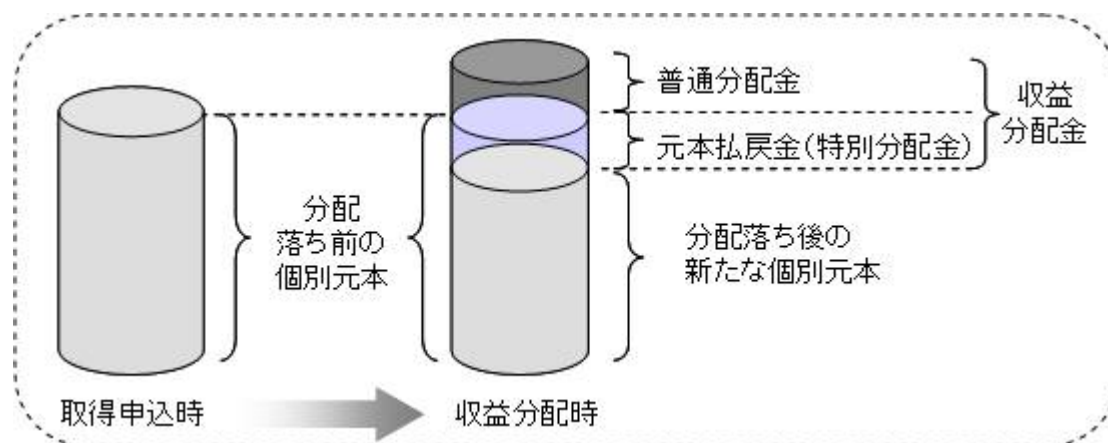 普通分配金
収益
分配金
元本払戻金(特別分配金)
分配
落ち前の
個別元本
分配落ち後の
新たな個別元本
取得申込時
収益分配時